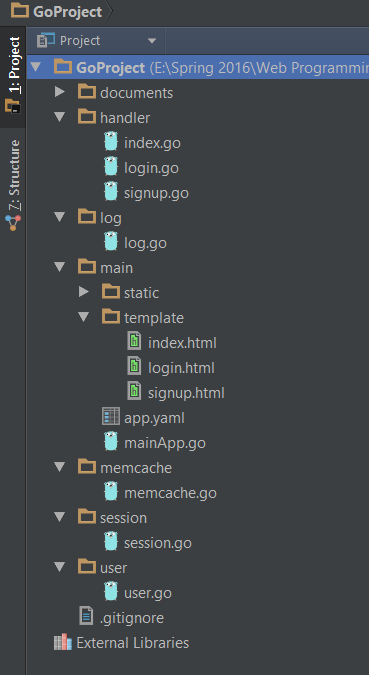 GoProject
Project
GoProject (E:\Spring 2016\Web Programmin
documents
handler
index.go
login.go
signup.go
log
log.go
main
static
template
index.html
login.html
signup.html
app.yaml
mainApp.go
memcache
memcache.go
session
session.go
user
user.go
.gitignore
External Libraries
1: Project
7: Structure